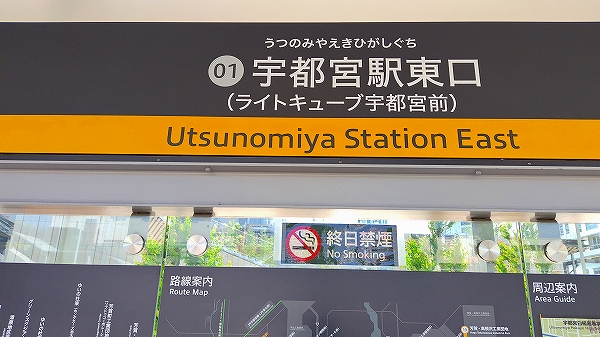 うつのみやえきひがしぐち
01 宇都宮駅東口
（ライトキューブ宇都宮前）
Utsunomiya Station East
終日禁煙
No Smoking
路線案内
Route Map
周辺案内
Area Guide